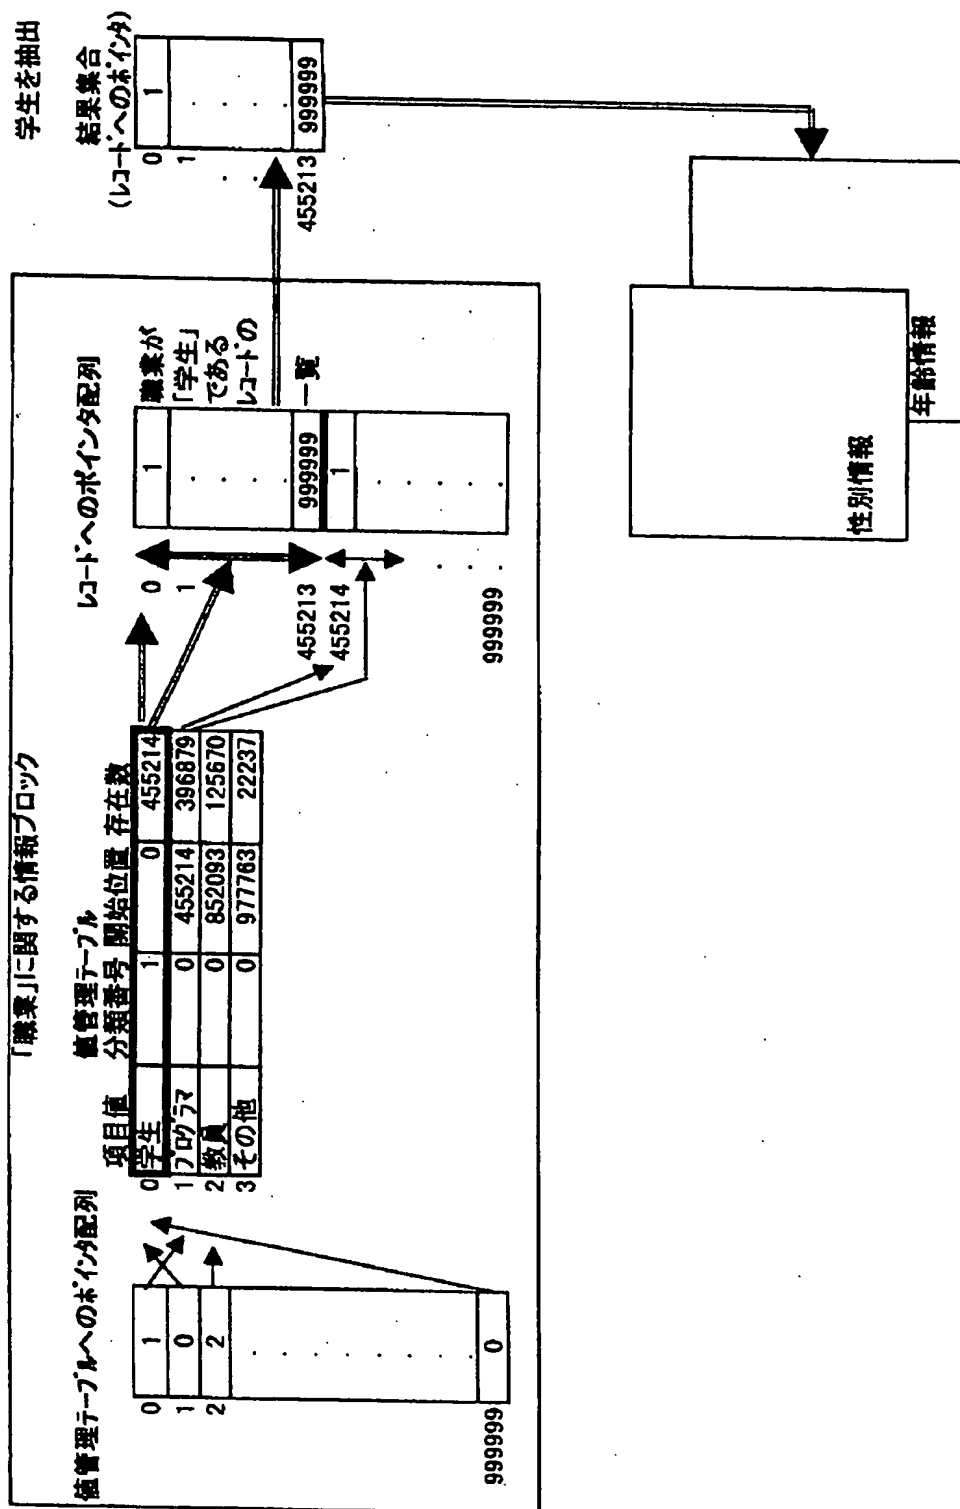 「職業」に関する情報ブロック
学生を抽出
値管理テーブルへのポインタ配列
0 1
1 0
2 2
999999 0
値管理テーブル
項目値 分類番号 開始位置 存在数
0 学生 1 0 455214
1 プログラマ 0 455214 396879
2 教員 0 852093 125670
3 その他 0 977763 22237
レコードへのポインタ配列
0 1
1
455213 999999
455214 1
999999
職業が
「学生」
である
レコードの
一覧
結果集合
(レコードへのポインタ)
0 1
1
455213 999999
性別情報
年齢情報